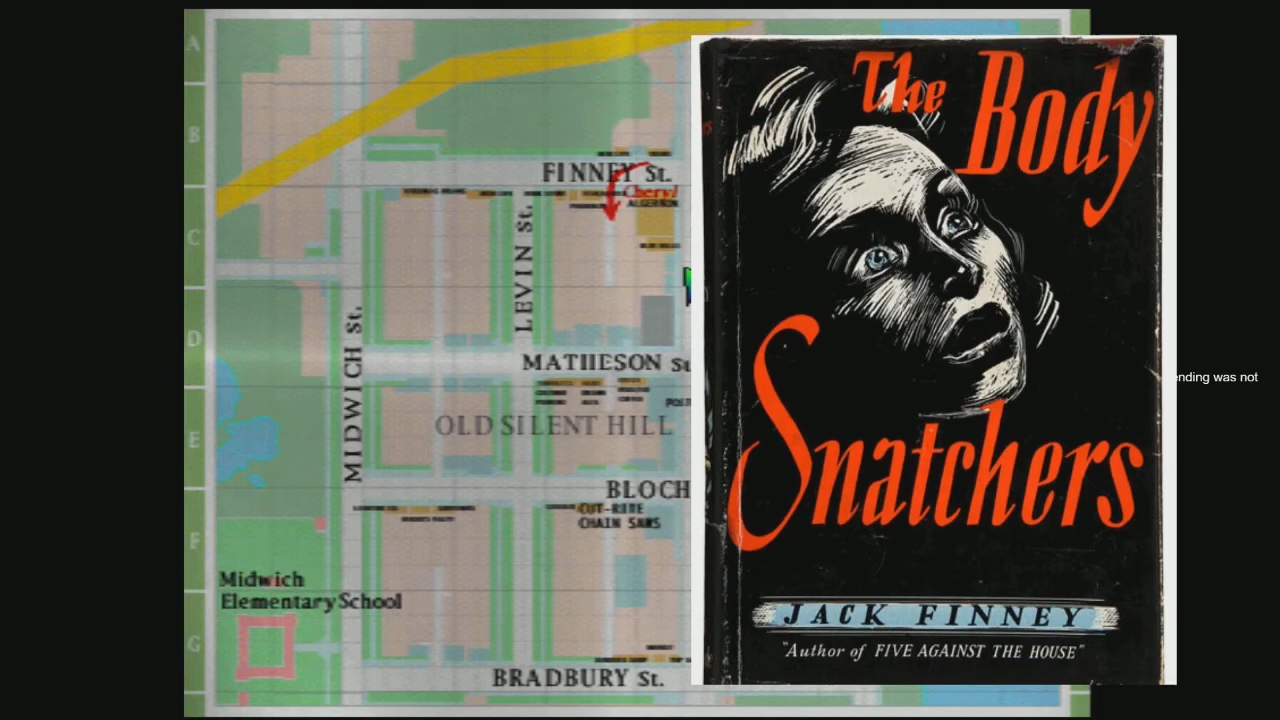 A
B
C
D
E
F
G
FINNEY St.
Cheryl
LEVIN St.
MIDWICH St.
MATHESON St
OLD SILENT HILL
BLOCH
CUT-RITE
CHAIN SAWS
Midwich
Elementary School
BRADBURY St.
The Body
Snatchers
JACK FINNEY
"Author of FIVE AGAINST THE HOUSE"
ending was not